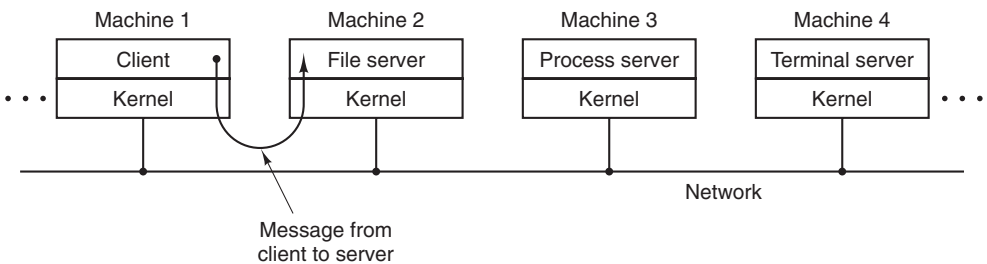 Machine 1
Machine 2
Machine 3
Machine 4
Client
File server
Process server
Terminal server
. . .
Kernel
Kernel
Kernel
Kernel
. . .
Network
Message from
client to server